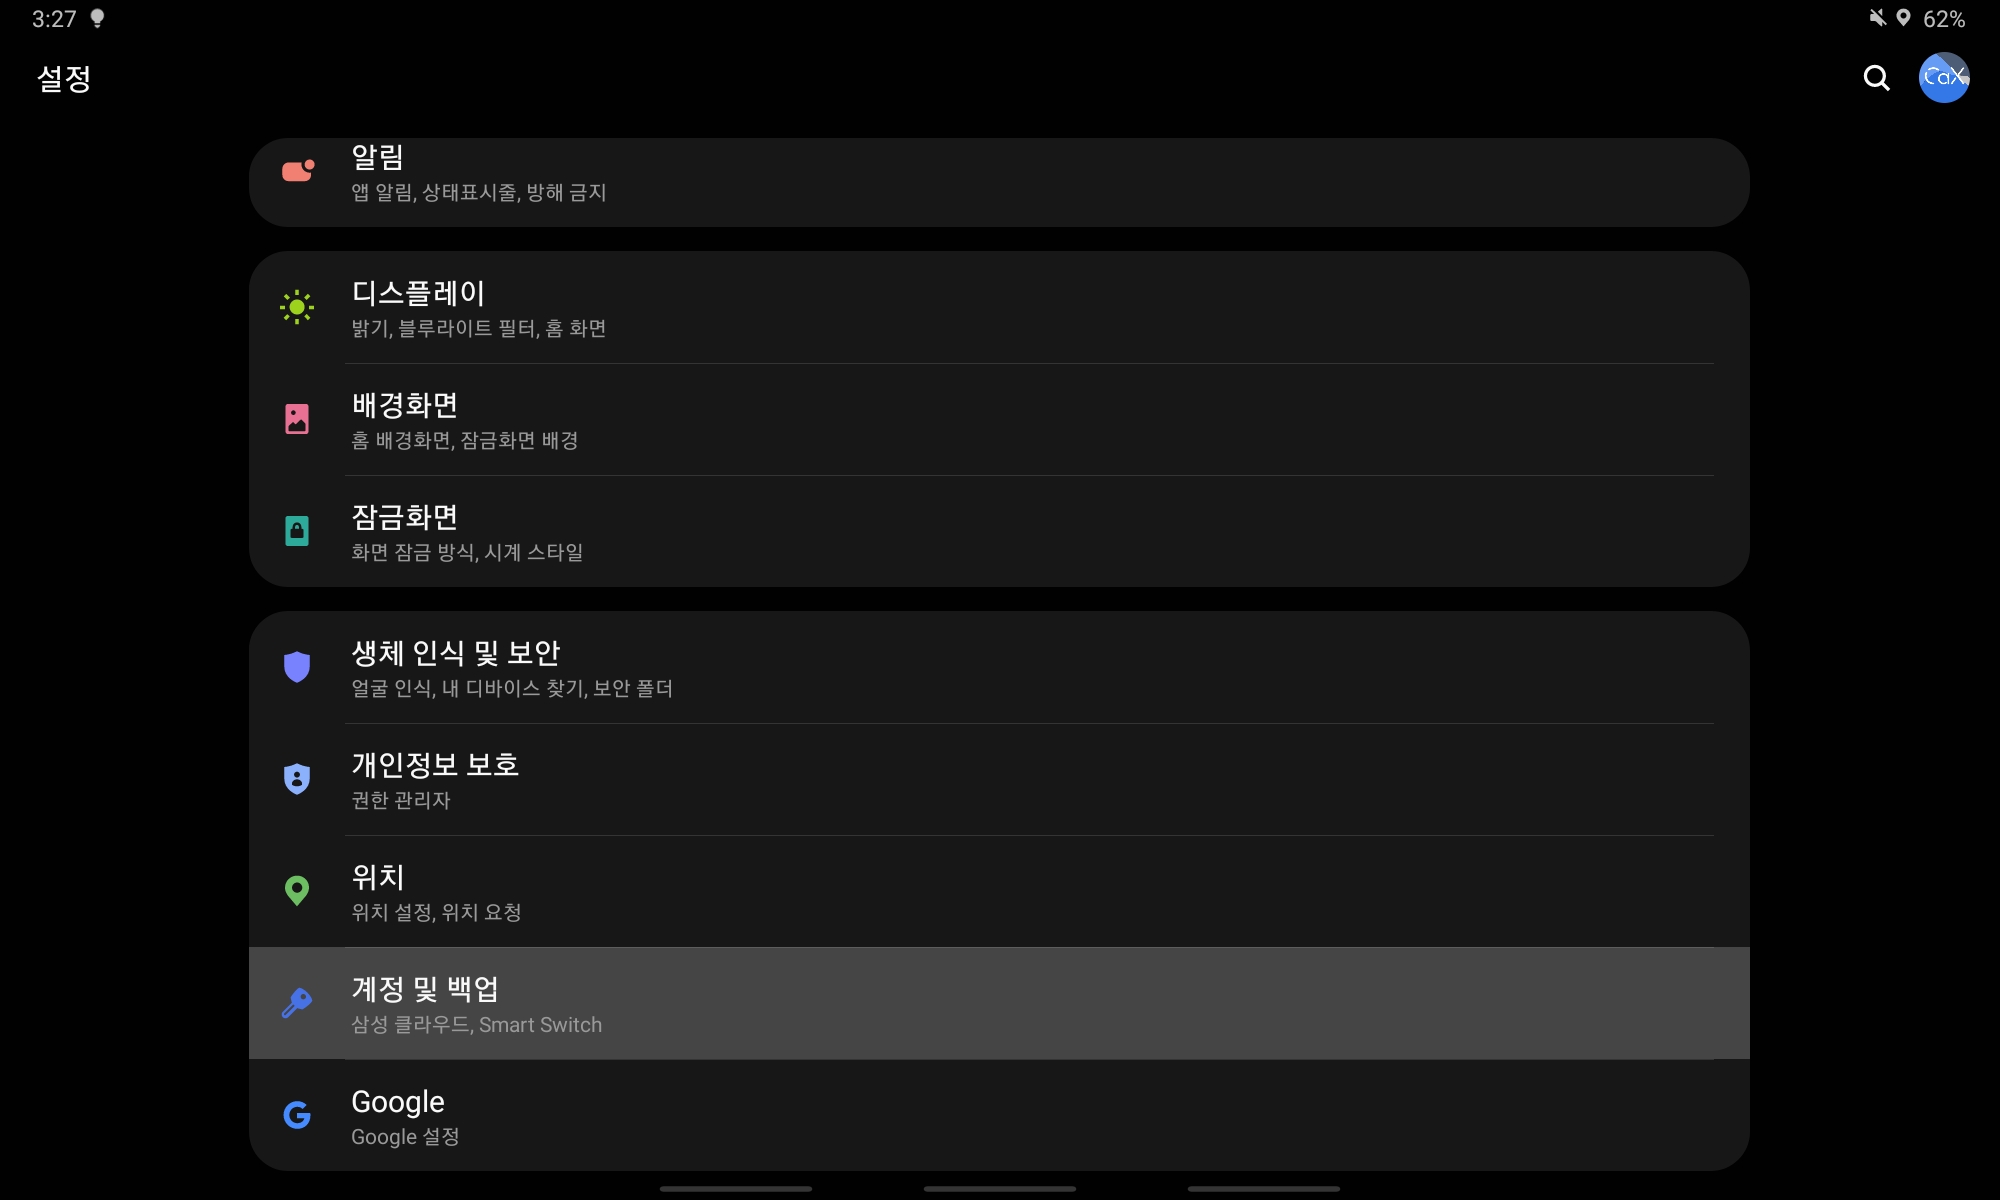 3:27
62%
설정
CaX
알림
앱 알림, 상태표시줄, 방해 금지
디스플레이
밝기, 블루라이트 필터, 홈 화면
배경화면
홈 배경화면, 잠금화면 배경
잠금화면
화면 잠금 방식, 시계 스타일
생체 인식 및 보안
얼굴 인식, 내 디바이스 찾기, 보안 폴더
개인정보 보호
권한 관리자
위치
위치 설정, 위치 요청
계정 및 백업
삼성 클라우드, Smart Switch
Google
Google 설정